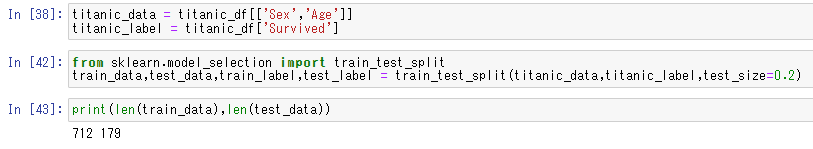 In [38]: titanic_data = titanic_df[['Sex','Age']]
titanic_label = titanic_df['Survived']
In [42]: from sklearn.model_selection import train_test_split
train_data,test_data,train_label,test_label = train_test_split(titanic_data,titanic_label,test_size=0.2)
In [43]: print(len(train_data),len(test_data))
712 179